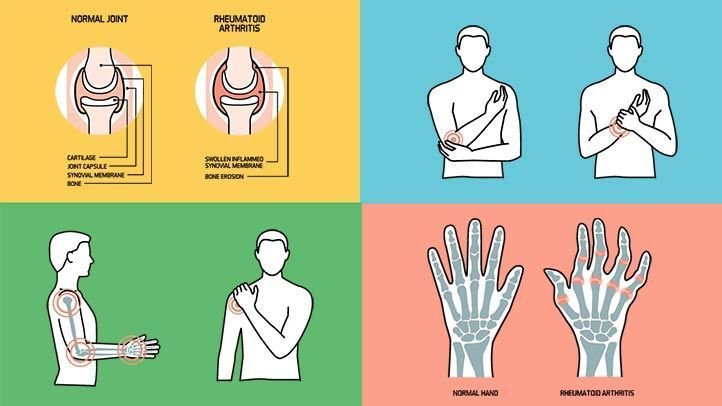 NORMAL JOINT
RHEUMATOID
ARTHRITIS
CARTILAGE
JOINT CAPSULE
SYNOVIAL MEMBRANE
BONE
SWOLLEN INFLAMMED
SYNOVIAL MEMBRANE
BONE EROSION
NORMAL HAND
RHEUMATOID ARTHRITIS